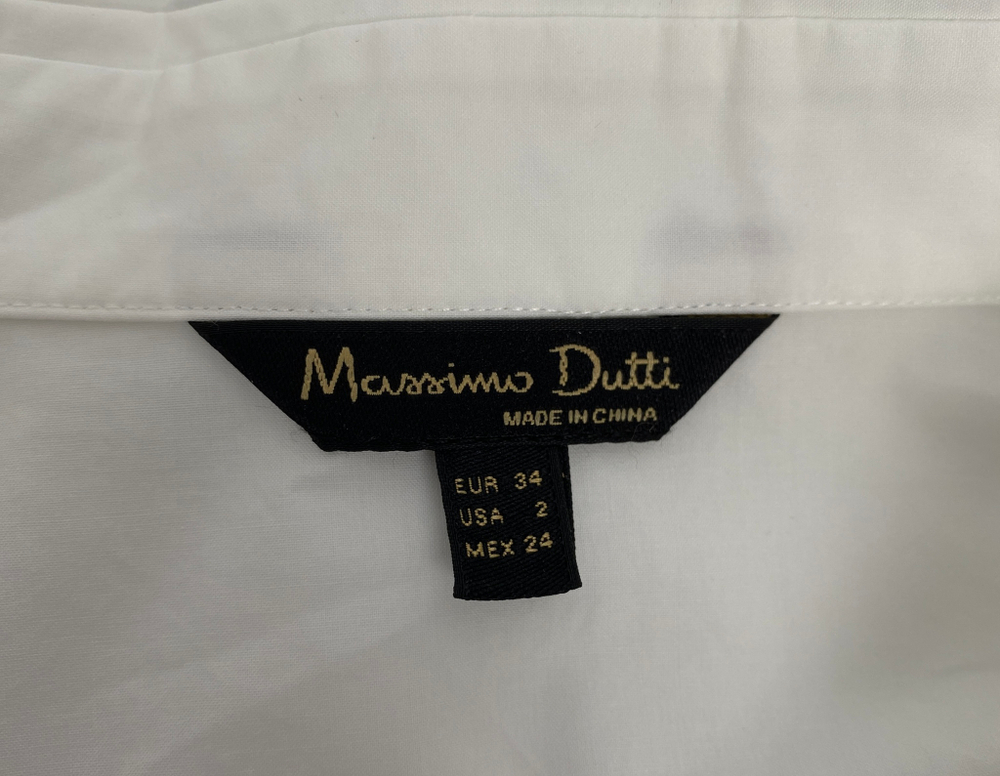 Massimo Dutti
MADE IN CHINA
EUR 34
USA 2
MEX 24